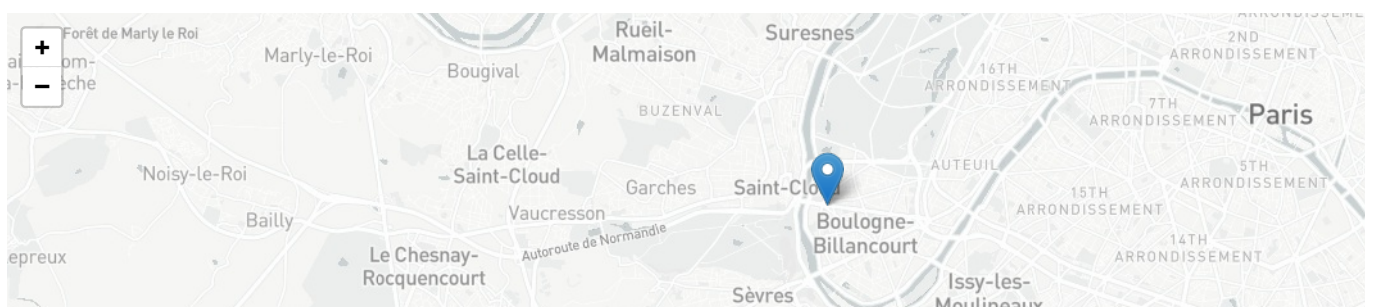 +
−
Forêt de Marly le Roi
Marly-le-Roi
Bougival
Rueil-
Malmaison
Suresnes
16TH
ARRONDISSEMENT
2ND
ARRONDISSEMENT
BUZENVAL
7TH
ARRONDISSEMENT
Paris
Noisy-le-Roi
La Celle-
Saint-Cloud
Garches
AUTEUIL
5TH
ARRONDISSEMENT
15TH
ARRONDISSEMENT
Bailly
Vaucresson
Boulogne-
Billancourt
Autoroute de Normandie
Le Chesnay-
Rocquencourt
14TH
ARRONDISSEMENT
Sèvres
Issy-les-
Moulineaux